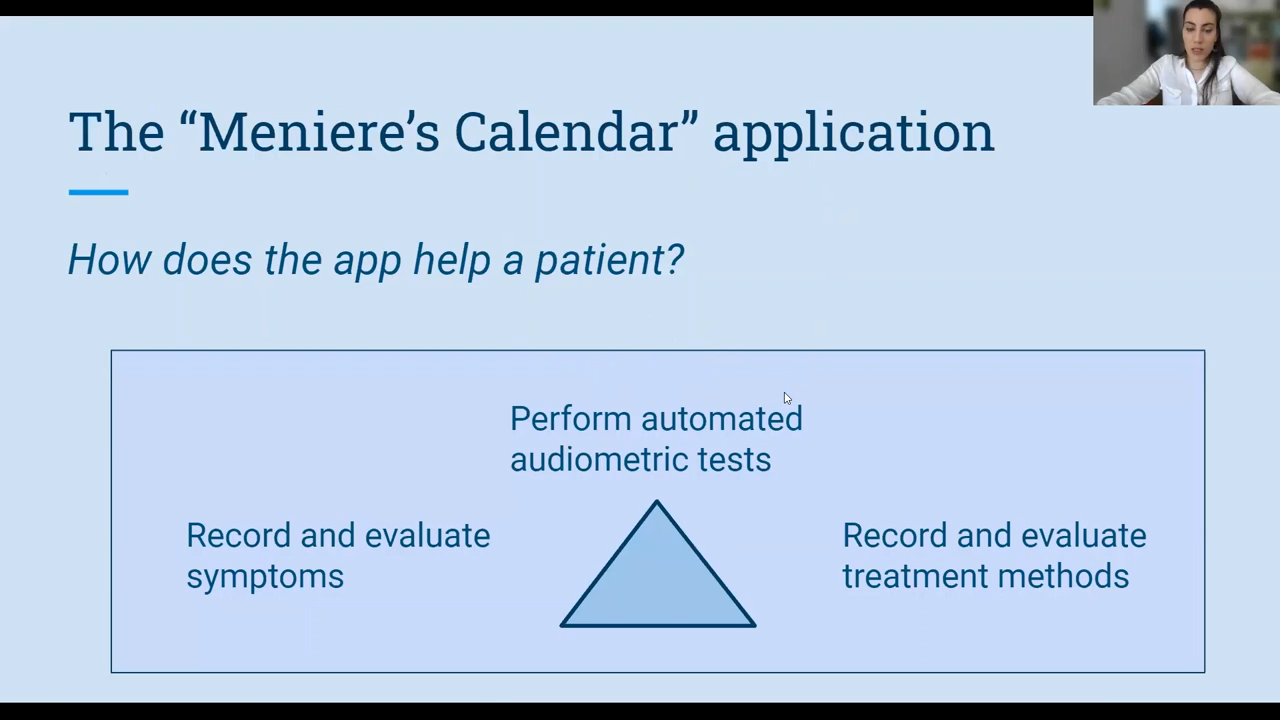 The “Meniere’s Calendar” application
How does the app help a patient?
Perform automated
audiometric tests
Record and evaluate
symptoms
Record and evaluate
treatment methods